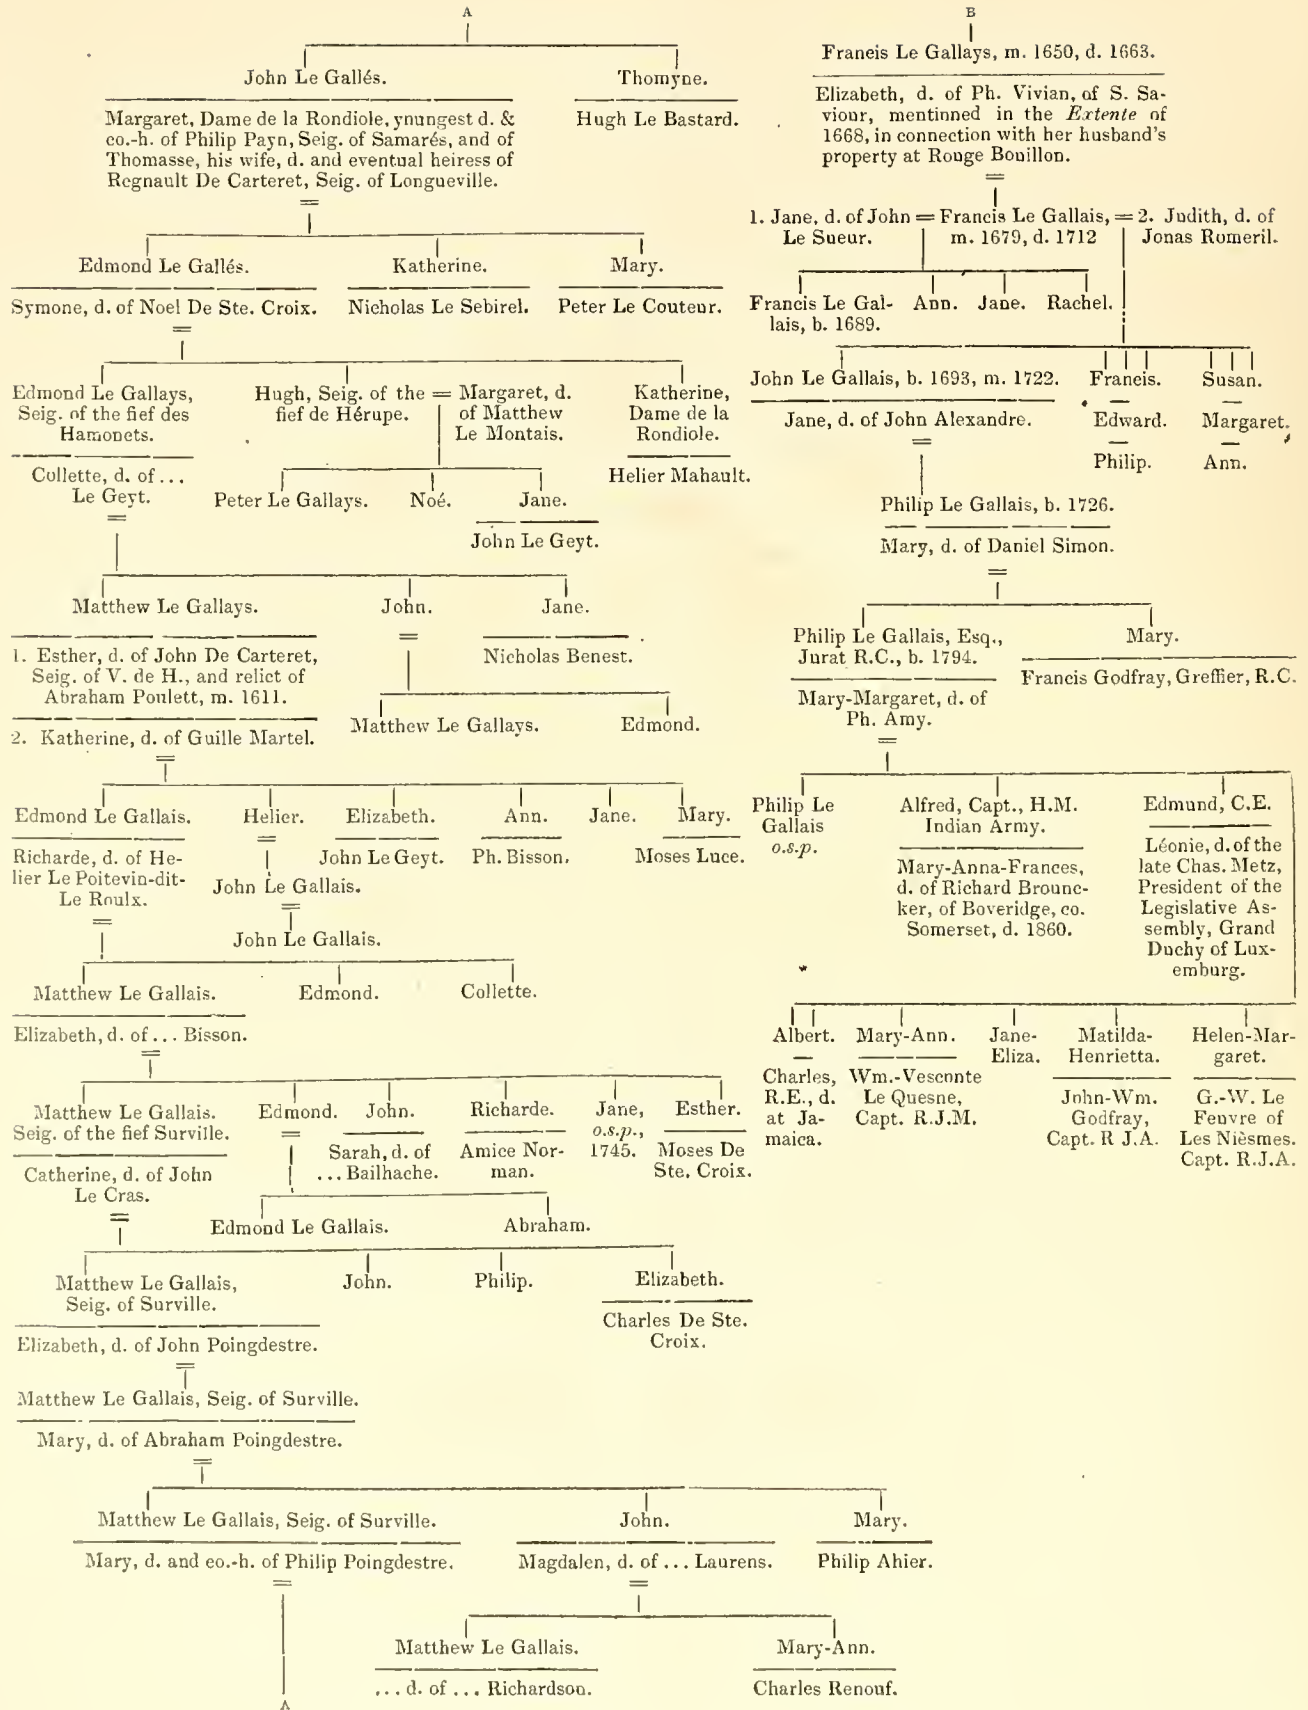 A
John Le Gallés.
Thomyne.
Margaret, Dame de la Rondiole, youngest d. &
co.-h. of Philip Payn, Seig. of Samarés, and of
Thomasse, his wife, d. and eventual heiress of
Regnault De Carteret, Seig. of Longueville.
Hugh Le Bastard.
Edmond Le Gallés.
Katherine.
Mary.
Symone, d. of Noel De Ste. Croix.
Nicholas Le Sebirel.
Peter Le Couteur.
Edmond Le Gallays,
Seig. of the fief des
Hamonets.
Hugh, Seig. of the
fief de Hérupe.
= Margaret, d.
of Matthew
Le Montais.
Katherine,
Dame de la
Rondiole.
Collette, d. of ...
Le Geyt.
Helier Mahault.
Peter Le Gallays.
Noé.
Jane.
John Le Geyt.
Matthew Le Gallays.
John.
Jane.
1. Esther, d. of John De Carteret,
Seig. of V. de H., and relict of
Abraham Poulett, m. 1611.
Nicholas Benest.
2. Katherine, d. of Guille Martel.
Matthew Le Gallays.
Edmond.
Edmond Le Gallais.
Helier.
Elizabeth.
Ann.
Jane.
Mary.
Richarde, d. of He-
lier Le Poitevin-dit-
Le Roulx.
John Le Geyt.
Ph. Bisson.
Moses Luce.
John Le Gallais.
John Le Gallais.
Matthew Le Gallais.
Edmond.
Collette.
Elizabeth, d. of ... Bisson.
Matthew Le Gallais.
Seig. of the fief Surville.
Edmond.
John.
Richarde.
Jane,
o.s.p.,
1745.
Esther.
Catherine, d. of John
Le Cras.
Sarah, d. of
... Bailhache.
Amice Nor-
man.
Moses De
Ste. Croix.
Edmond Le Gallais.
Abraham.
Matthew Le Gallais,
Seig. of Surville.
John.
Philip.
Elizabeth.
Elizabeth, d. of John Poingdestre.
Charles De Ste.
Croix.
Matthew Le Gallais, Seig. of Surville.
Mary, d. of Abraham Poingdestre.
Matthew Le Gallais, Seig. of Surville.
John.
Mary.
Mary, d. and co.-h. of Philip Poingdestre.
Magdalen, d. of ... Laurens.
Philip Ahier.
Matthew Le Gallais.
Mary-Ann.
... d. of ... Richardson.
Charles Renouf.
A
B
Francis Le Gallays, m. 1650, d. 1663.
Elizabeth, d. of Ph. Vivian, of S. Sa-
viour, mentioned in the Extente of
1668, in connection with her husband's
property at Rouge Bouillon.
1. Jane, d. of John = Francis Le Gallais, = 2. Judith, d. of
Le Sueur. m. 1679, d. 1712 Jonas Romeril.
Francis Le Gal-
lais, b. 1689.
Ann.
Jane.
Rachel.
John Le Gallais, b. 1693, m. 1722.
Francis.
Susan.
Jane, d. of John Alexandre.
Edward.
Margaret.
Philip.
Ann.
Philip Le Gallais, b. 1726.
Mary, d. of Daniel Simon.
Philip Le Gallais, Esq.,
Jurat R.C., b. 1794.
Mary.
Mary-Margaret, d. of
Ph. Amy.
Francis Godfray, Greffier, R.C.
Philip Le
Gallais
o.s.p.
Alfred, Capt., H.M.
Indian Army.
Edmund, C.E.
Mary-Anna-Frances,
d. of Richard Brounc-
ker, of Boveridge, co.
Somerset, d. 1860.
Léonie, d. of the
late Chas. Metz,
President of the
Legislative As-
sembly, Grand
Duchy of Lux-
emburg.
Albert.
Mary-Ann.
Jane-
Eliza.
Matilda-
Henrietta.
Helen-Mar-
garet.
Charles,
R.E., d.
at Ja-
maica.
Wm.-Vesconte
Le Quesne,
Capt. R.J.M.
John-Wm.
Godfray,
Capt. R J.A.
G.-W. Le
Feuvre of
Les Nièsmes.
Capt. R.J.A.